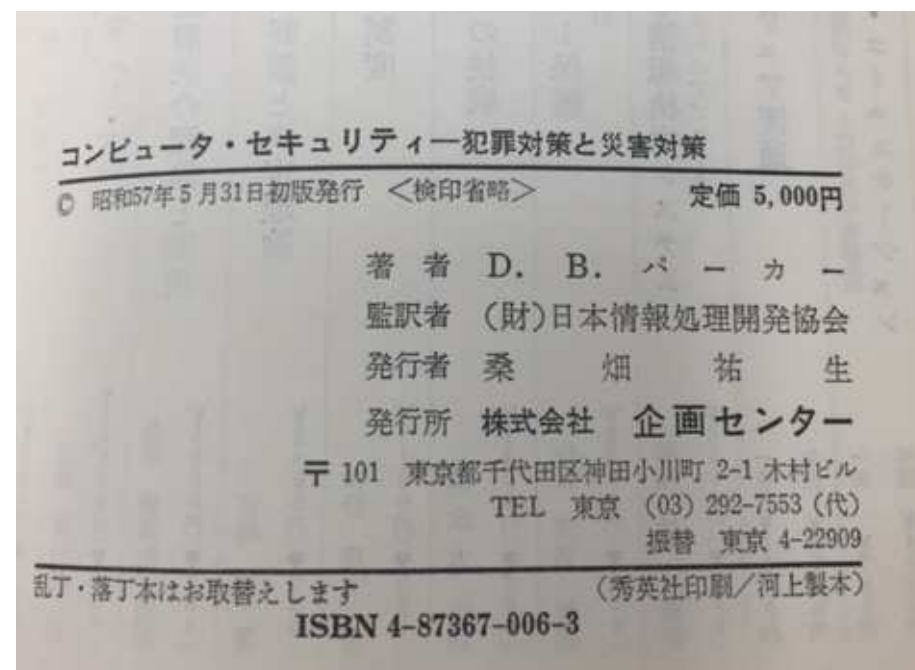 コンピュータ・セキュリティ―犯罪対策と災害対策
© 昭和57年5月31日初版発行 <検印省略> 定価 5,000円
著者 D. B. パーカー
監訳者 (財)日本情報処理開発協会
発行者 桑畑祐生
発行所 株式会社 企画センター
〒101 東京都千代田区神田小川町 2-1 木村ビル
TEL 東京 (03) 292-7553 (代)
振替 東京 4-22909
乱丁・落丁本はお取替えします (秀英社印刷/河上製本)
ISBN 4-87367-006-3